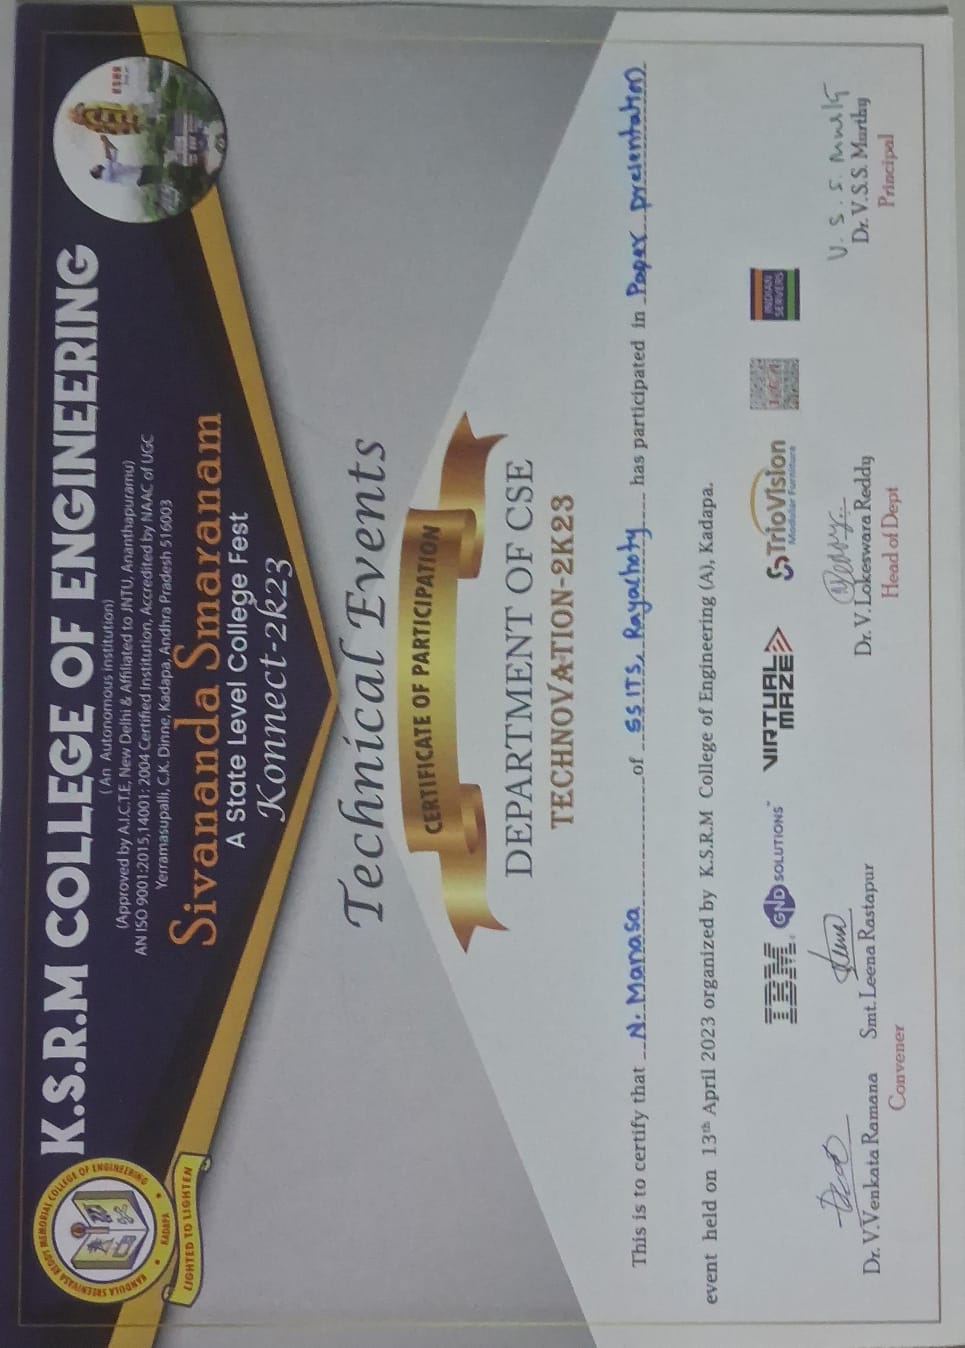 KANDULA SREENIVASA REDDY MEMORIAL COLLEGE OF ENGINEERING
KADAPA
LIGHTED TO LIGHTEN
K.S.R.M COLLEGE OF ENGINEERING
( An Autonomous institution)
(Approved by A.I.C.T.E, New Delhi & Affiliated to JNTU, Ananthapuramu)
AN ISO 9001:2015,14001: 2004 Certified Institution, Accredited by NAAC of UGC
Yerramasupalli, C.K. Dinne, Kadapa, Andhra Pradesh 516003
Sivananda Smaranam
A State Level College Fest
Konnect-2k23
Technical Events
CERTIFICATE OF PARTICIPATION
DEPARTMENT OF CSE
TECHNOVATION-2K23
This is to certify that N. Manasa of SSITS, Rayachoty has participated in Paper presentation
event held on 13th April 2023 organized by K.S.R.M College of Engineering (A), Kadapa.
IBM GND SOLUTIONS VIRTUAL MAZE TrioVision Modular Furniture INDIAN SERVERS
V. S. S. Murthy
Dr. V.Venkata Ramana Smt. Leena Rastapur Dr. V.Lokeswara Reddy Dr. V.S.S. Murthy
Convener Head of Dept Principal